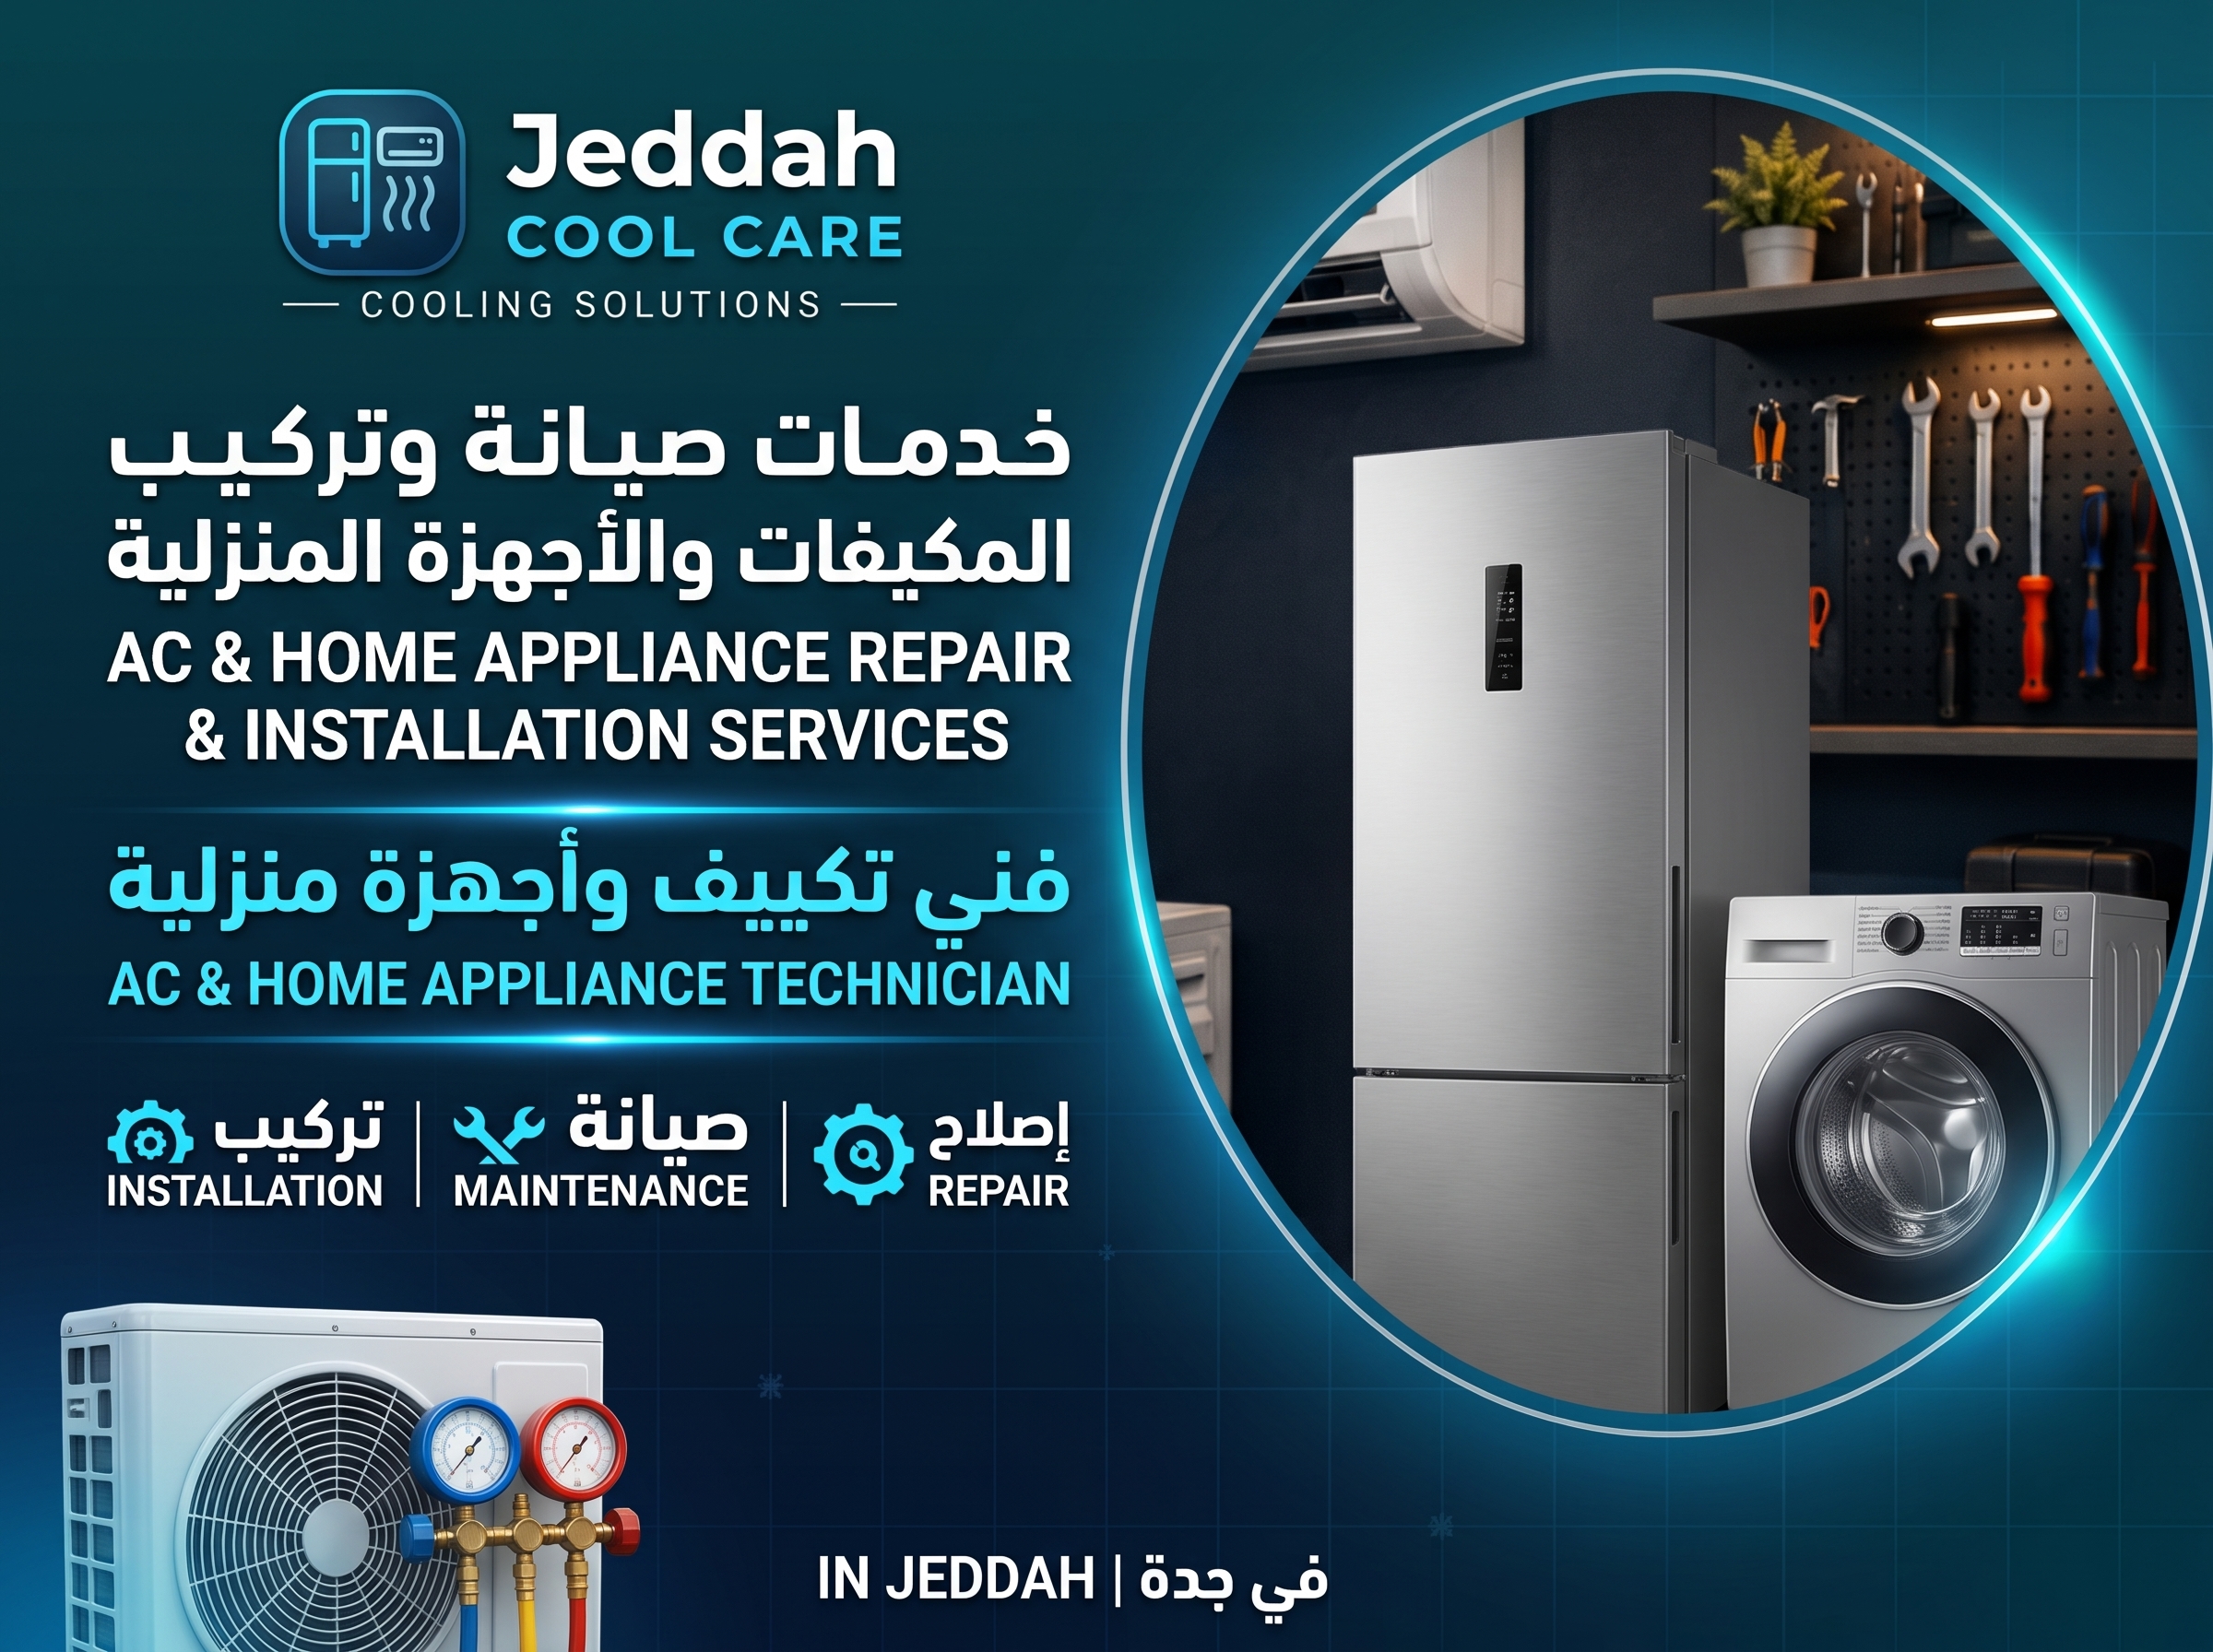 Jeddah
COOL CARE
COOLING SOLUTIONS
خدمات صيانة وتركيب
المكيفات والأجهزة المنزلية
AC & HOME APPLIANCE REPAIR
& INSTALLATION SERVICES
فني تكييف وأجهزة منزلية
AC & HOME APPLIANCE TECHNICIAN
إصلاح
REPAIR
صيانة
MAINTENANCE
تركيب
INSTALLATION
IN JEDDAH | في جدة